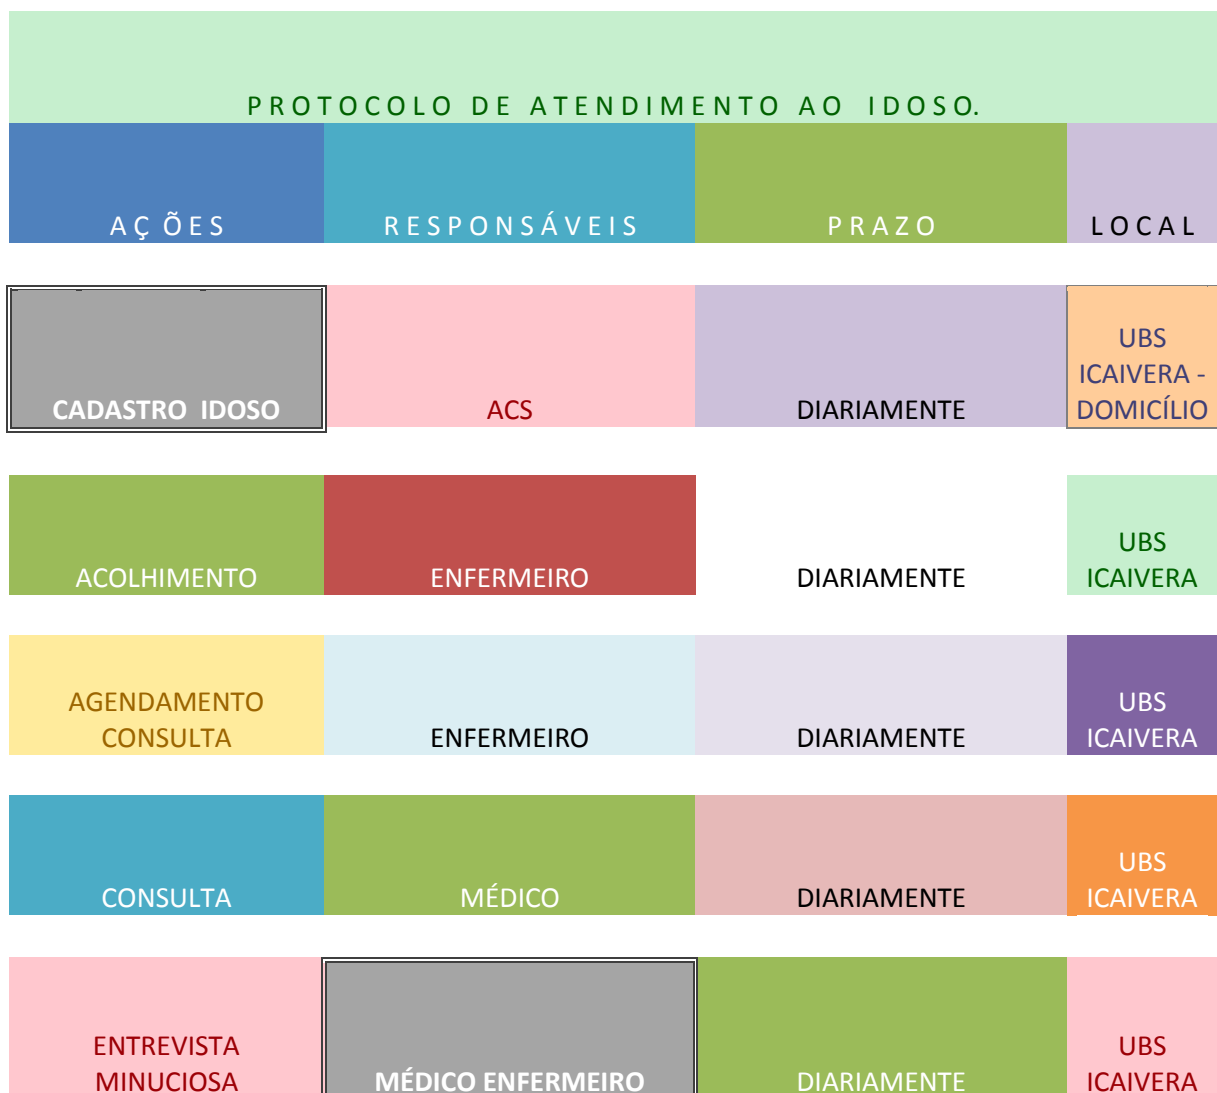 PROTOCOLO DE ATENDIMENTO AO IDOSO.
AÇÕES RESPONSÁVEIS PRAZO LOCAL
UBS
ICAIVERA -
CADASTRO IDOSO ACS DIARIAMENTE DOMICÍLIO
UBS
ACOLHIMENTO ENFERMEIRO DIARIAMENTE ICAIVERA
AGENDAMENTO UBS
CONSULTA ENFERMEIRO DIARIAMENTE ICAIVERA
UBS
CONSULTA MÉDICO DIARIAMENTE ICAIVERA
ENTREVISTA UBS
MINUCIOSA MÉDICO ENFERMEIRO DIARIAMENTE ICAIVERA